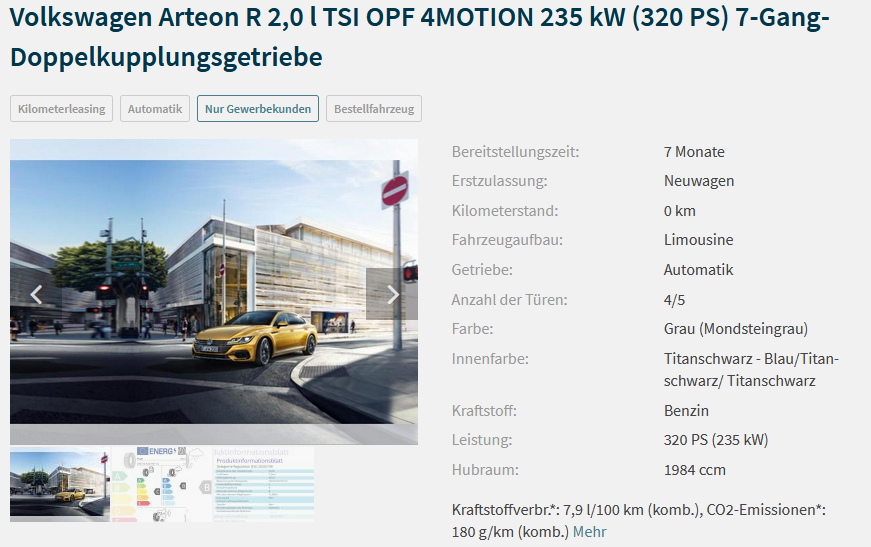 Volkswagen Arteon R 2,0 l TSI OPF 4MOTION 235 kW (320 PS) 7-Gang-
Doppelkupplungsgetriebe
Kilometerleasing
Automatik
Nur Gewerbekunden
Bestellfahrzeug
Bereitstellungszeit: 7 Monate
Erstzulassung: Neuwagen
Kilometerstand: 0 km
Fahrzeugaufbau: Limousine
Getriebe: Automatik
Anzahl der Türen: 4/5
Farbe: Grau (Mondsteingrau)
Innenfarbe: Titanschwarz - Blau/Titan-
schwarz/ Titanschwarz
Kraftstoff: Benzin
Leistung: 320 PS (235 kW)
Hubraum: 1984 ccm
Kraftstoffverbr.*: 7,9 l/100 km (komb.), CO2-Emissionen*:
180 g/km (komb.) Mehr
ENERG
Produktinformationsblatt